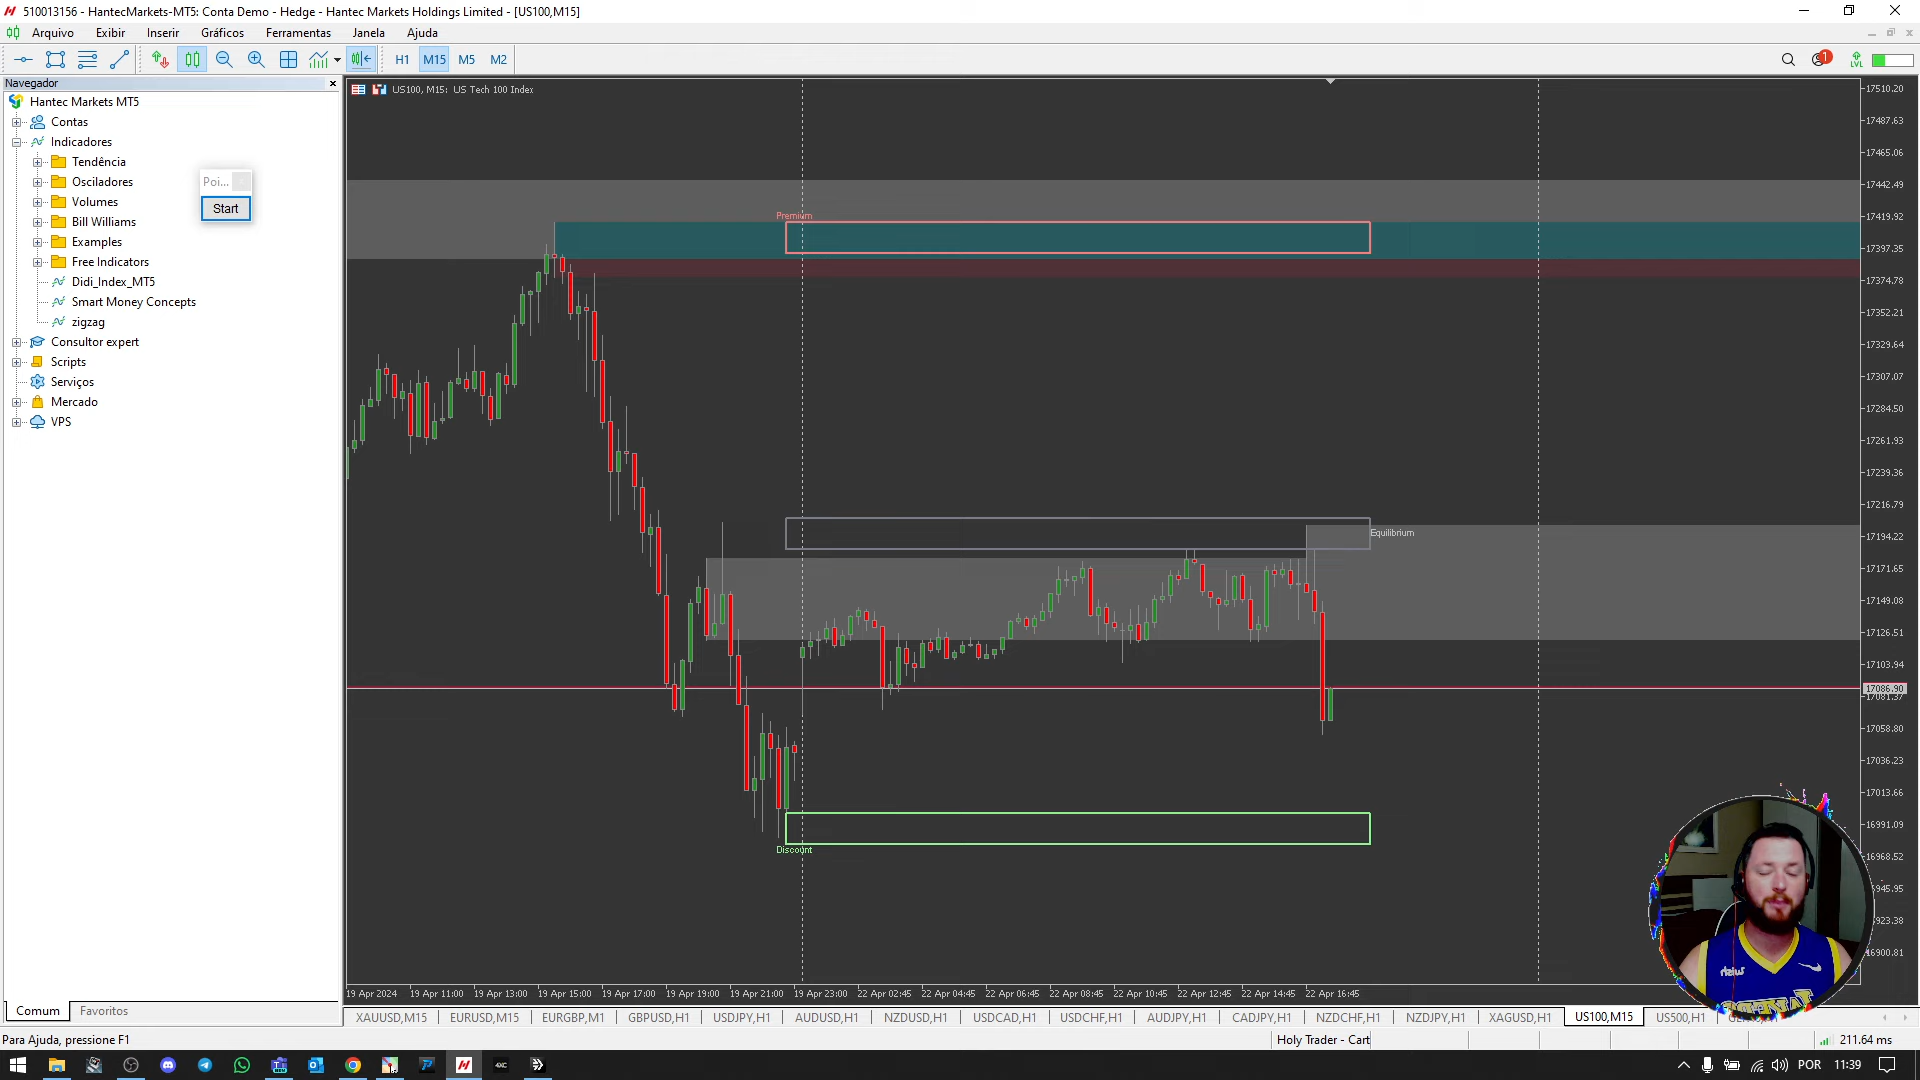 510013156 - HantecMarkets-MT5: Conta Demo - Hedge - Hantec Markets Holdings Limited - [US100,M15]
Arquivo Exibir Inserir Gráficos Ferramentas Janela Ajuda
H1 M15 M5 M2
1
LVL
Navegador
Hantec Markets MT5
Contas
Indicadores
Tendência
Osciladores
Volumes
Bill Williams
Examples
Free Indicators
Didi_Index_MT5
Smart Money Concepts
zigzag
Consultor expert
Scripts
Serviços
Mercado
VPS
Poi...
Start
US100, M15: US Tech 100 Index
Premium
Equilibrium
Discount
17510.20
17487.63
17465.06
17442.49
17419.92
17397.35
17374.78
17352.21
17329.64
17307.07
17284.50
17261.93
17239.36
17216.79
17194.22
17171.65
17149.08
17126.51
17103.94
17086.90
17081.37
17058.80
17036.23
17013.66
16991.09
16968.52
16900.81
19 Apr 2024 19 Apr 11:00 19 Apr 13:00 19 Apr 15:00 19 Apr 17:00 19 Apr 19:00 19 Apr 21:00 19 Apr 23:00 22 Apr 02:45 22 Apr 04:45 22 Apr 06:45 22 Apr 08:45 22 Apr 10:45 22 Apr 12:45 22 Apr 14:45 22 Apr 16:45
Comum Favoritos
XAUUSD,M15 EURUSD,M15 EURGBP,M1 GBPUSD,H1 USDJPY,H1 AUDUSD,H1 NZDUSD,H1 USDCAD,H1 USDCHF,H1 AUDJPY,H1 CADJPY,H1 NZDCHF,H1 NZDJPY,H1 XAGUSD,H1 US100,M15 US500,H1
Para Ajuda, pressione F1
Holy Trader - Cart
211.64 ms
4XC
POR 11:39